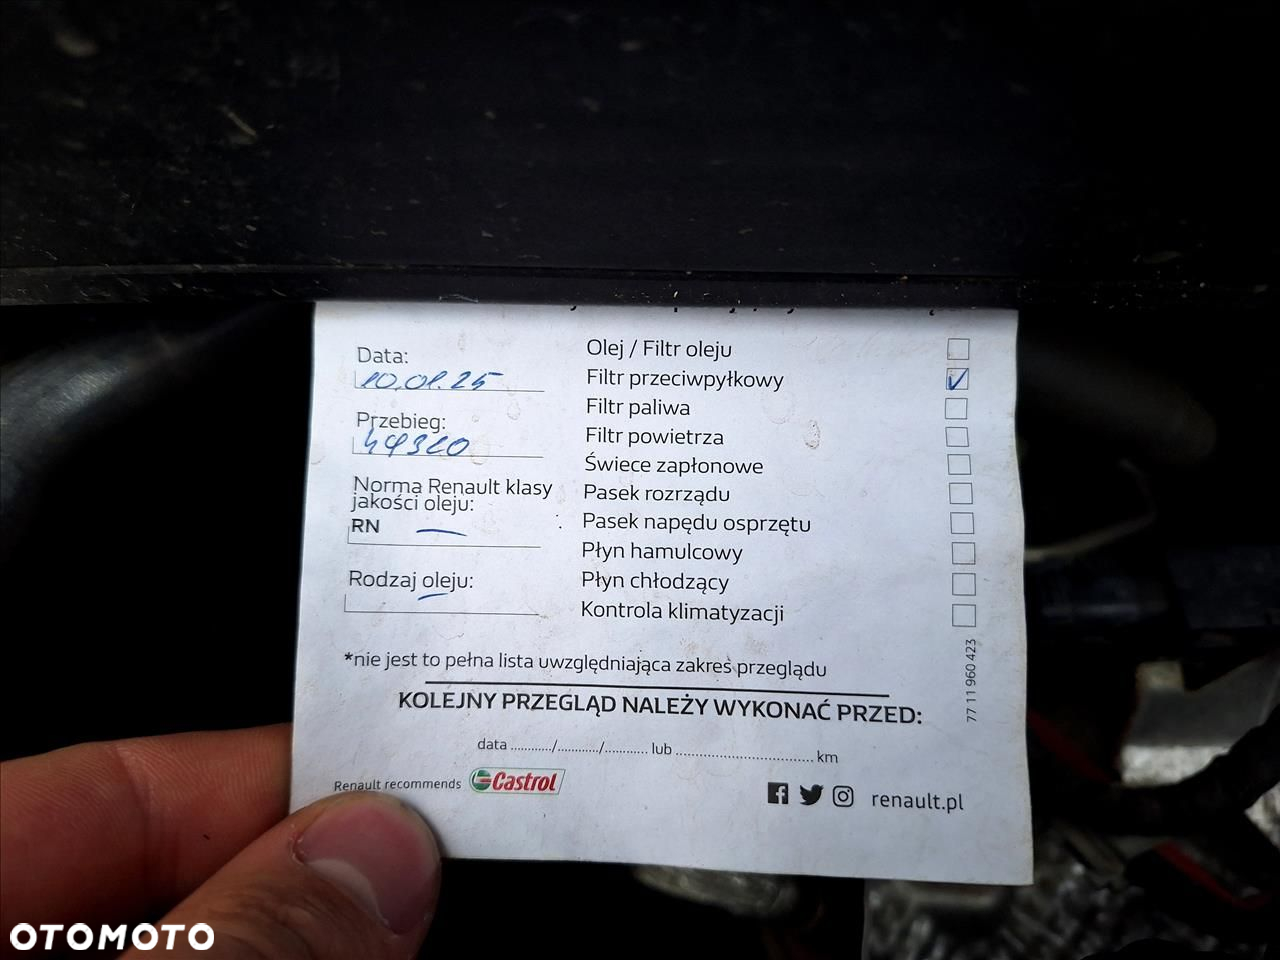 Data:
10.01.25
Przebieg:
49320
Norma Renault klasy
jakości oleju:
RN —
Rodzaj oleju:
Olej / Filtr oleju
Filtr przeciwpyłkowy
Filtr paliwa
Filtr powietrza
Świece zapłonowe
Pasek rozrządu
Pasek napędu osprzętu
Płyn hamulcowy
Płyn chłodzący
Kontrola klimatyzacji
77 11 960 423
*nie jest to pełna lista uwzględniająca zakres przeglądu
KOLEJNY PRZEGLĄD NALEŻY WYKONAĆ PRZED:
data ............/............/............ lub .................................... km
Renault recommends Castrol
renault.pl
OTOMOTO